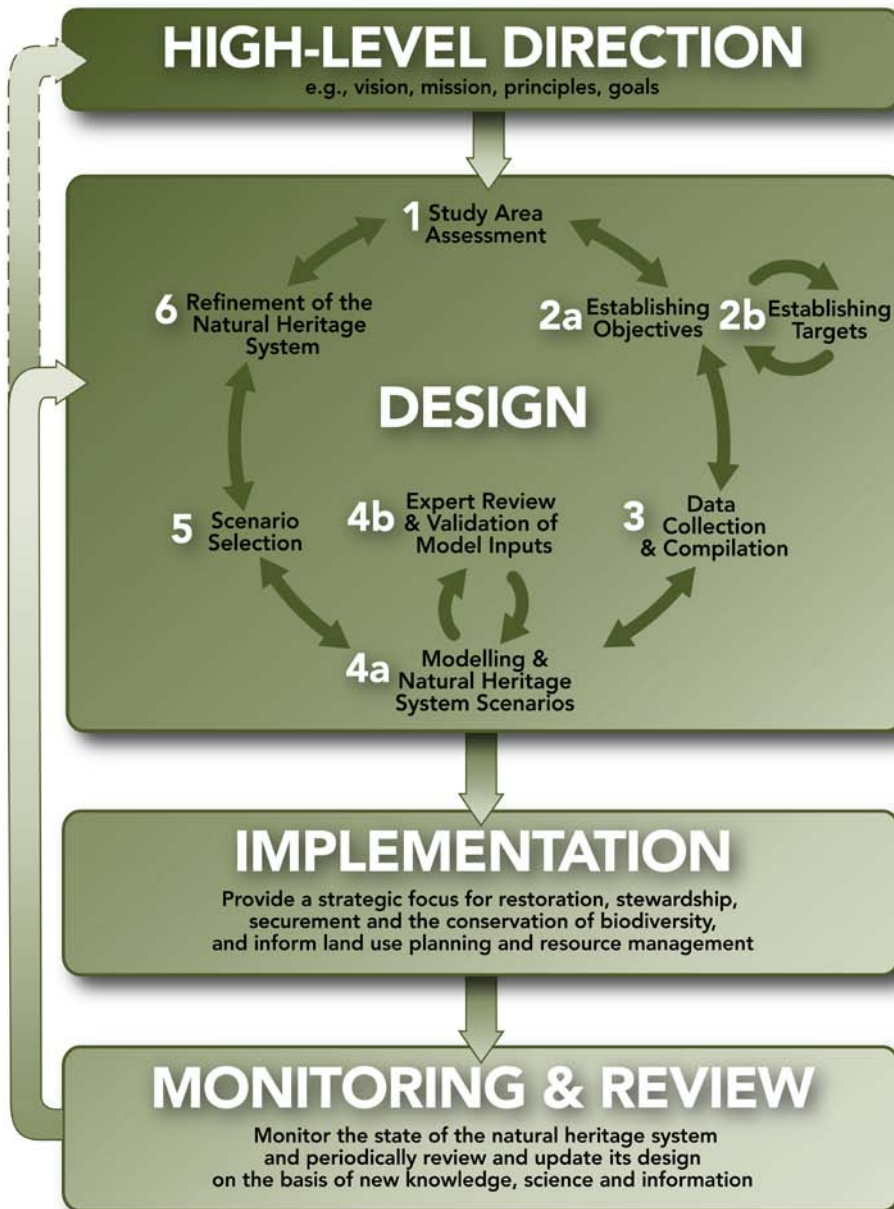 HIGH-LEVEL DIRECTION
e.g., vision, mission, principles, goals
1 Study Area
Assessment
2a Establishing
Objectives
2b Establishing
Targets
3 Data
Collection
& Compilation
4a Modelling &
Natural Heritage
System Scenarios
4b Expert Review
& Validation of
Model Inputs
5 Scenario
Selection
6 Refinement of the
Natural Heritage
System
DESIGN
IMPLEMENTATION
Provide a strategic focus for restoration, stewardship,
securement and the conservation of biodiversity,
and inform land use planning and resource management
MONITORING & REVIEW
Monitor the state of the natural heritage system
and periodically review and update its design
on the basis of new knowledge, science and information